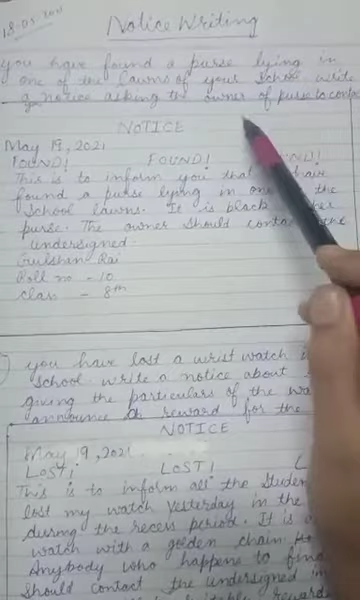 18.05.2021
Notice Writing
you have found a purse lying in
one of the lawns of your school write
a notice asking the owner of purse to
NOTICE
May 19, 2021
FOUND! FOUND!
This is to inform you that have
found a purse lying in one the
School lawns. It is black
purse. The owner should the
undersigned.
Gulshan Rai
Roll no - 10
Class - 8th
you have lost a wrist watch
School write a notice about
giving the particulars of the
announce a reward for the
NOTICE
May 19, 2021
LOST! LOST!
This is to inform all the
lost my watch yesterday in the
during the recess period. It is
watch with a golden chain
Anybody who happens to find
should contact the undersigned